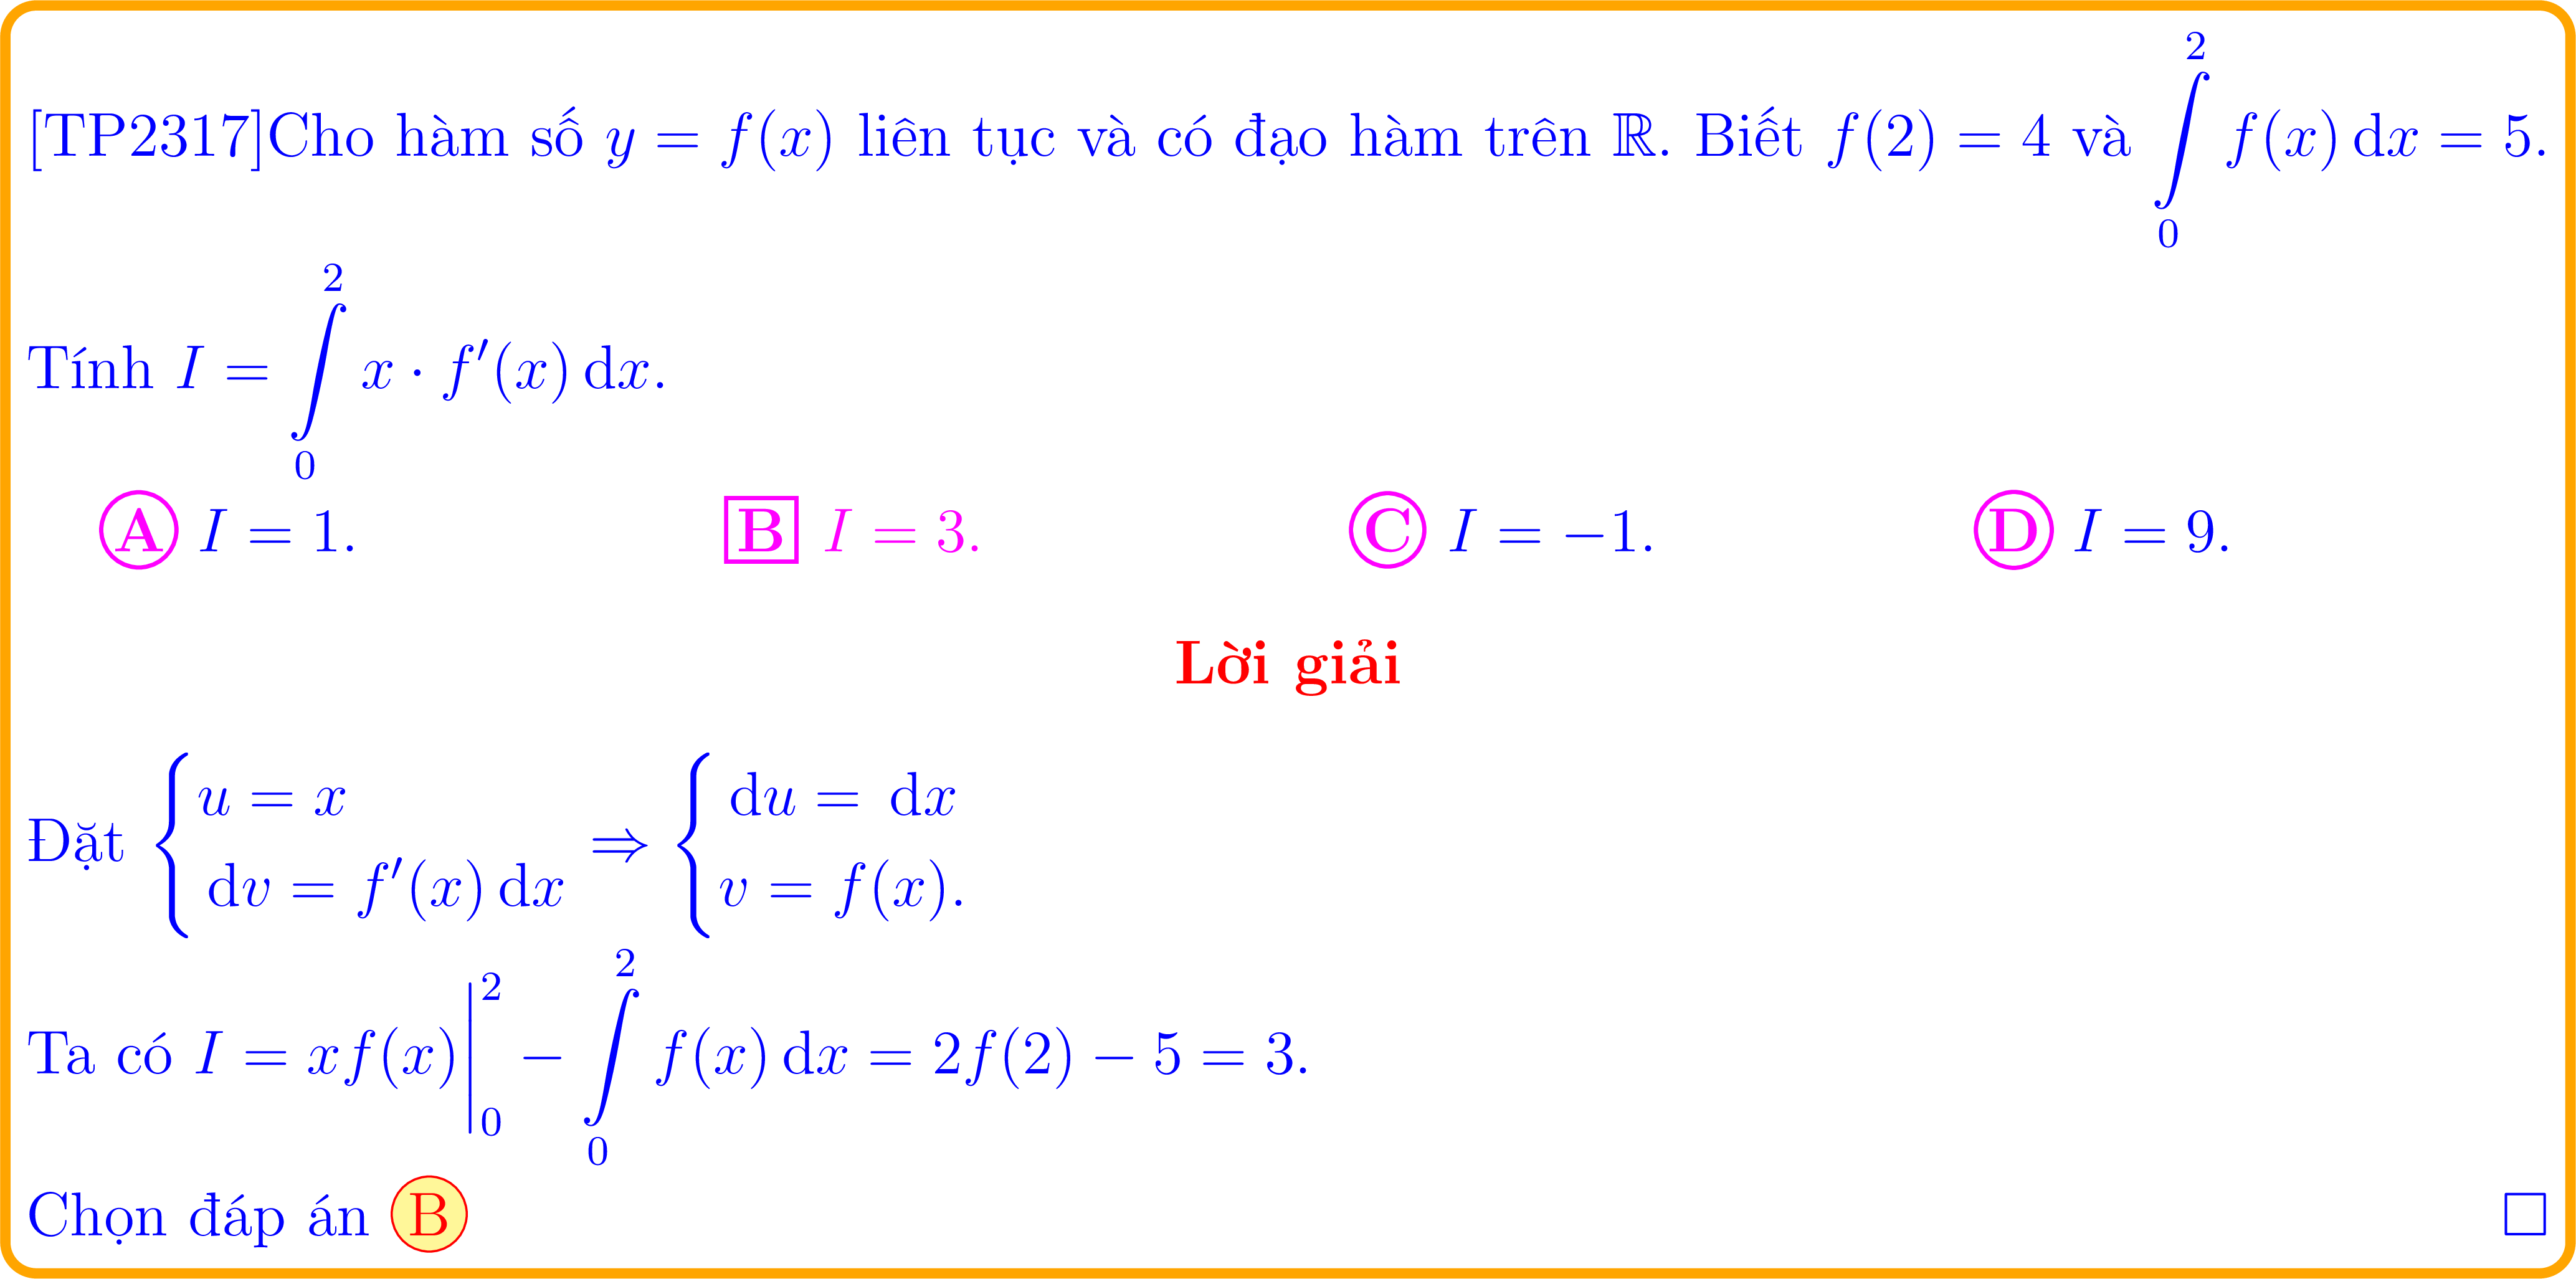 [TP2317]Cho hàm số $y = f(x)$ liên tục và có đạo hàm trên $\mathbb{R}$. Biết $f(2) = 4$ và $\int\limits_0^2 f(x)\,\mathrm{d}x = 5$.
Tính $I = \int\limits_0^2 x \cdot f'(x)\,\mathrm{d}x$.
Ⓐ $I = 1$. 🄱 $I = 3$. Ⓒ $I = -1$. Ⓓ $I = 9$.
Lời giải
Đặt $\begin{cases} u = x \\ \mathrm{d}v = f'(x)\,\mathrm{d}x \end{cases} \Rightarrow \begin{cases} \mathrm{d}u = \mathrm{d}x \\ v = f(x). \end{cases}$
Ta có $I = xf(x)\Big|_0^2 - \int\limits_0^2 f(x)\,\mathrm{d}x = 2f(2) - 5 = 3$.
Chọn đáp án Ⓑ □